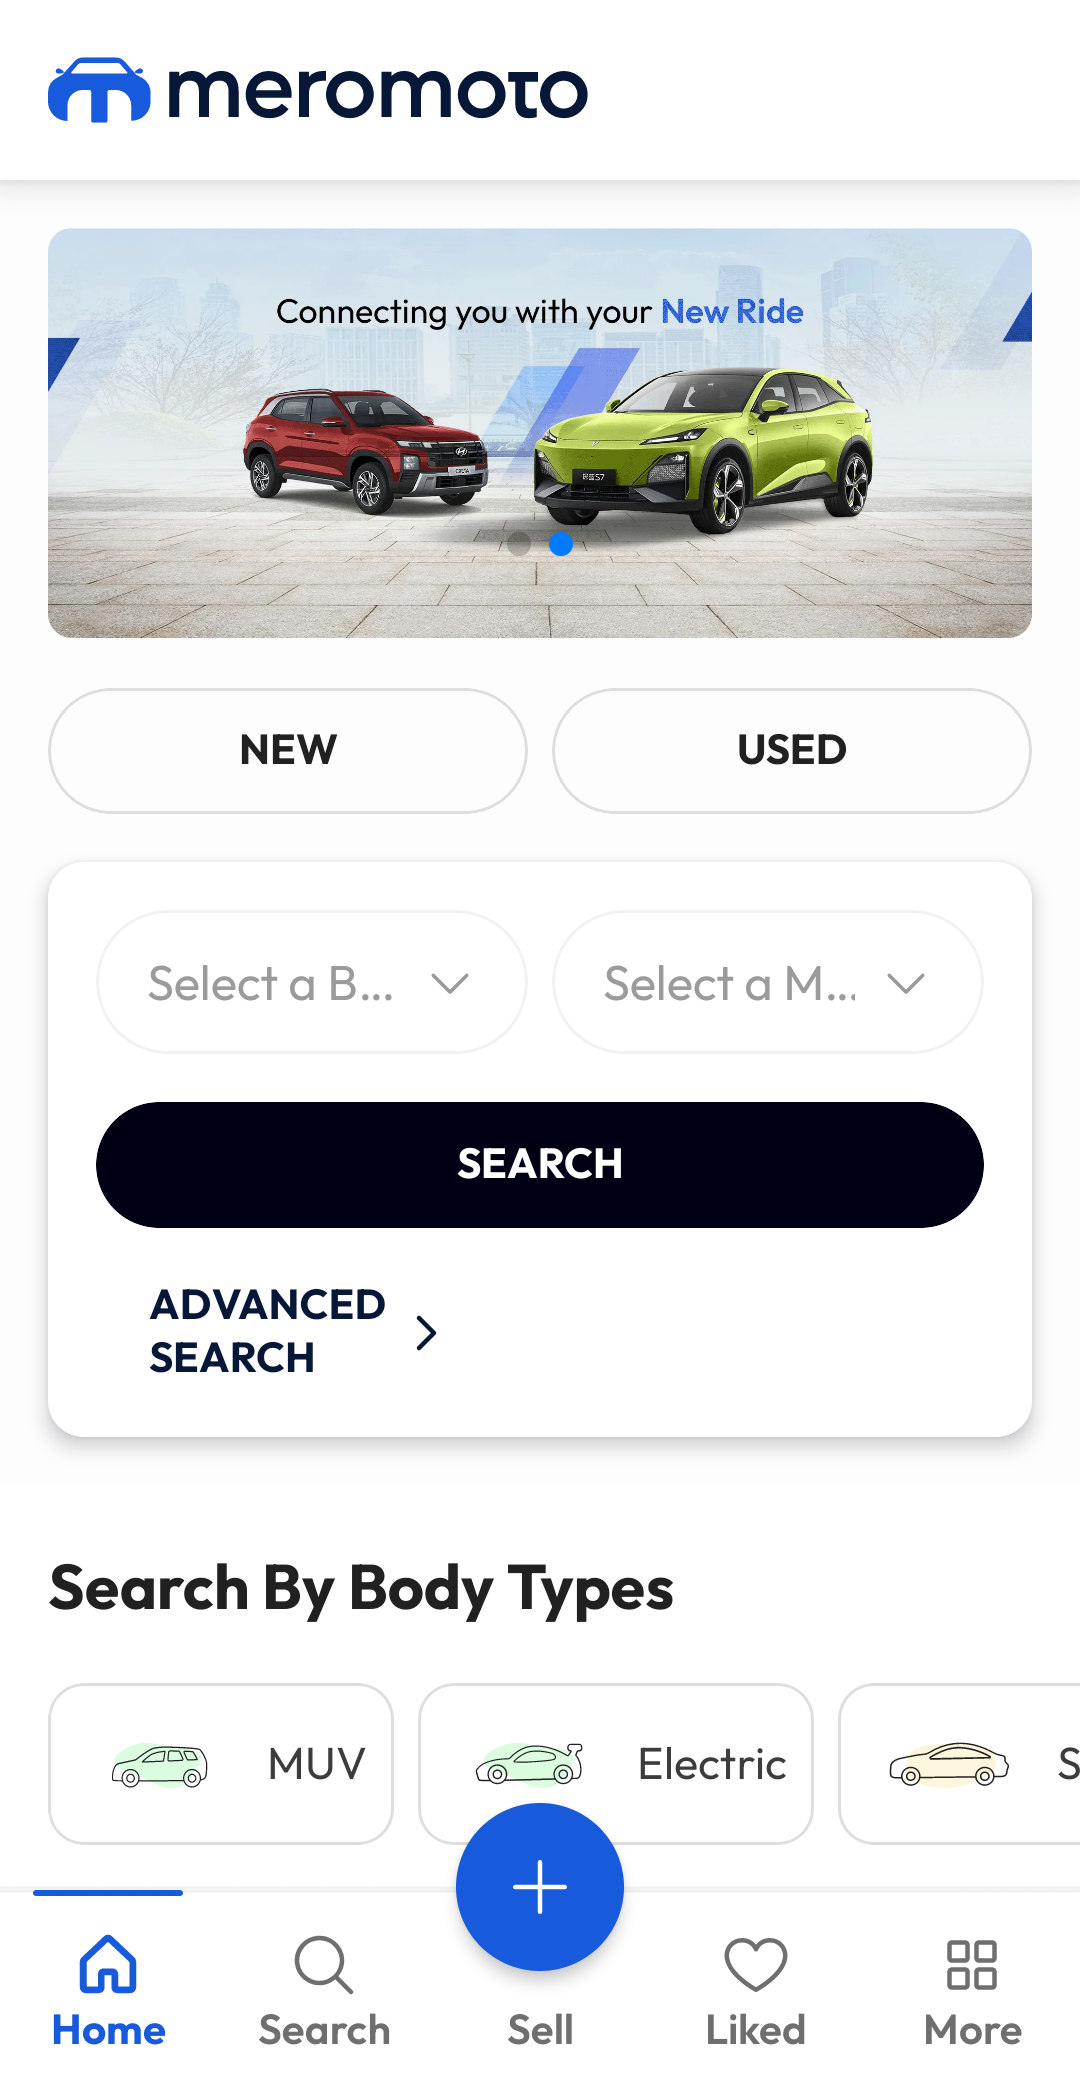 meromoto
Connecting you with your New Ride
NEW
USED
Select a B...
Select a M...
SEARCH
ADVANCED
SEARCH
Search By Body Types
MUV
Electric
S
Home
Search
Sell
Liked
More